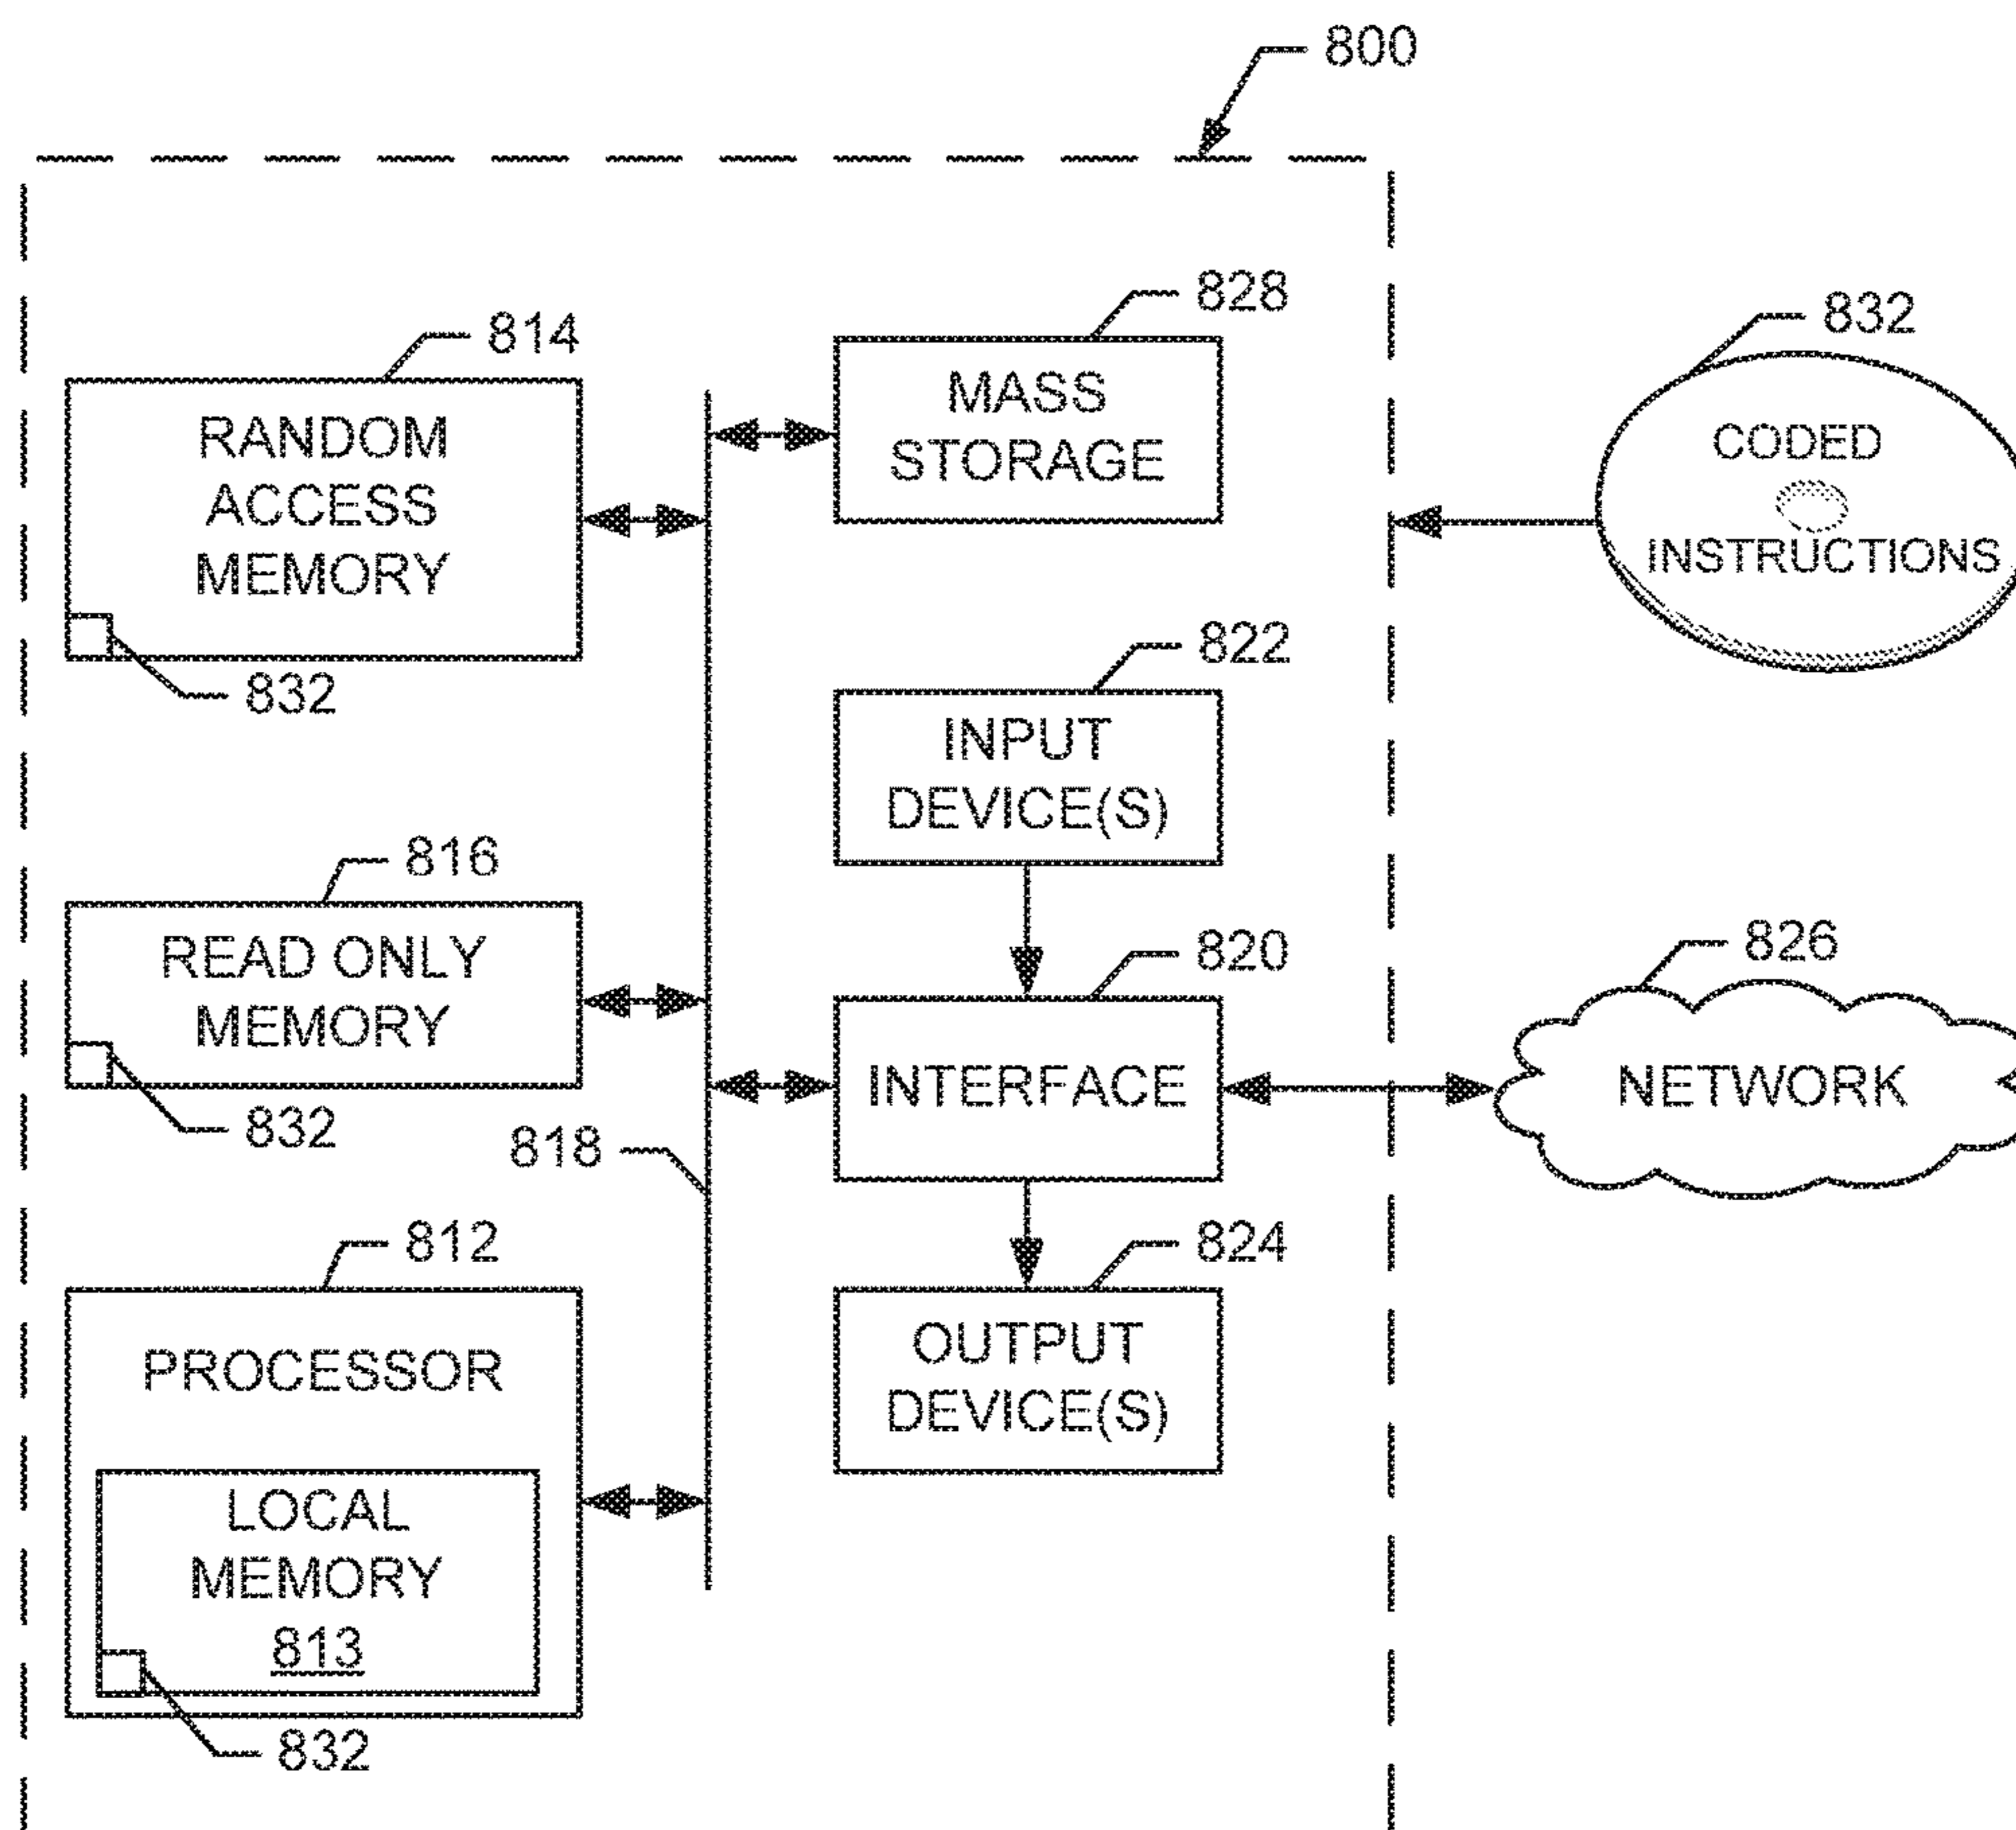 800
828
MASS
STORAGE
814
RANDOM
ACCESS
MEMORY
832
832
CODED
INSTRUCTIONS
822
INPUT
DEVICE(S)
816
READ ONLY
MEMORY
832
820
INTERFACE
826
NETWORK
818
812
PROCESSOR
LOCAL
MEMORY
813
832
824
OUTPUT
DEVICE(S)